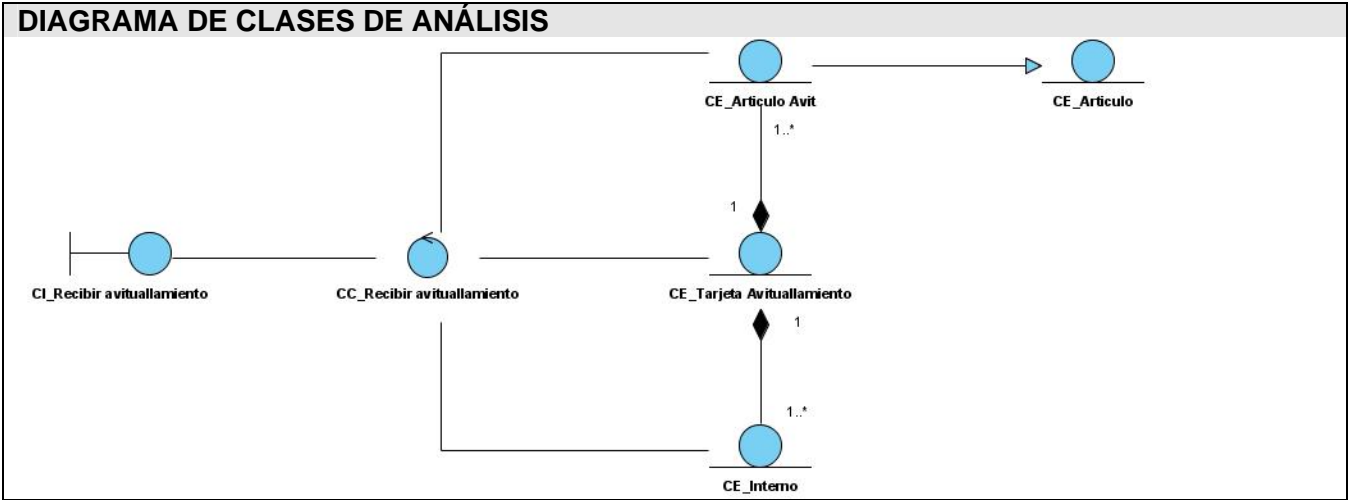 DIAGRAMA DE CLASES DE ANÁLISIS
CE_Articulo Avit
CE_Articulo
1..*
1
CI_Recibir avituallamiento
CC_Recibir avituallamiento
CE_Tarjeta Avituallamiento
1
1..*
CE_Interno